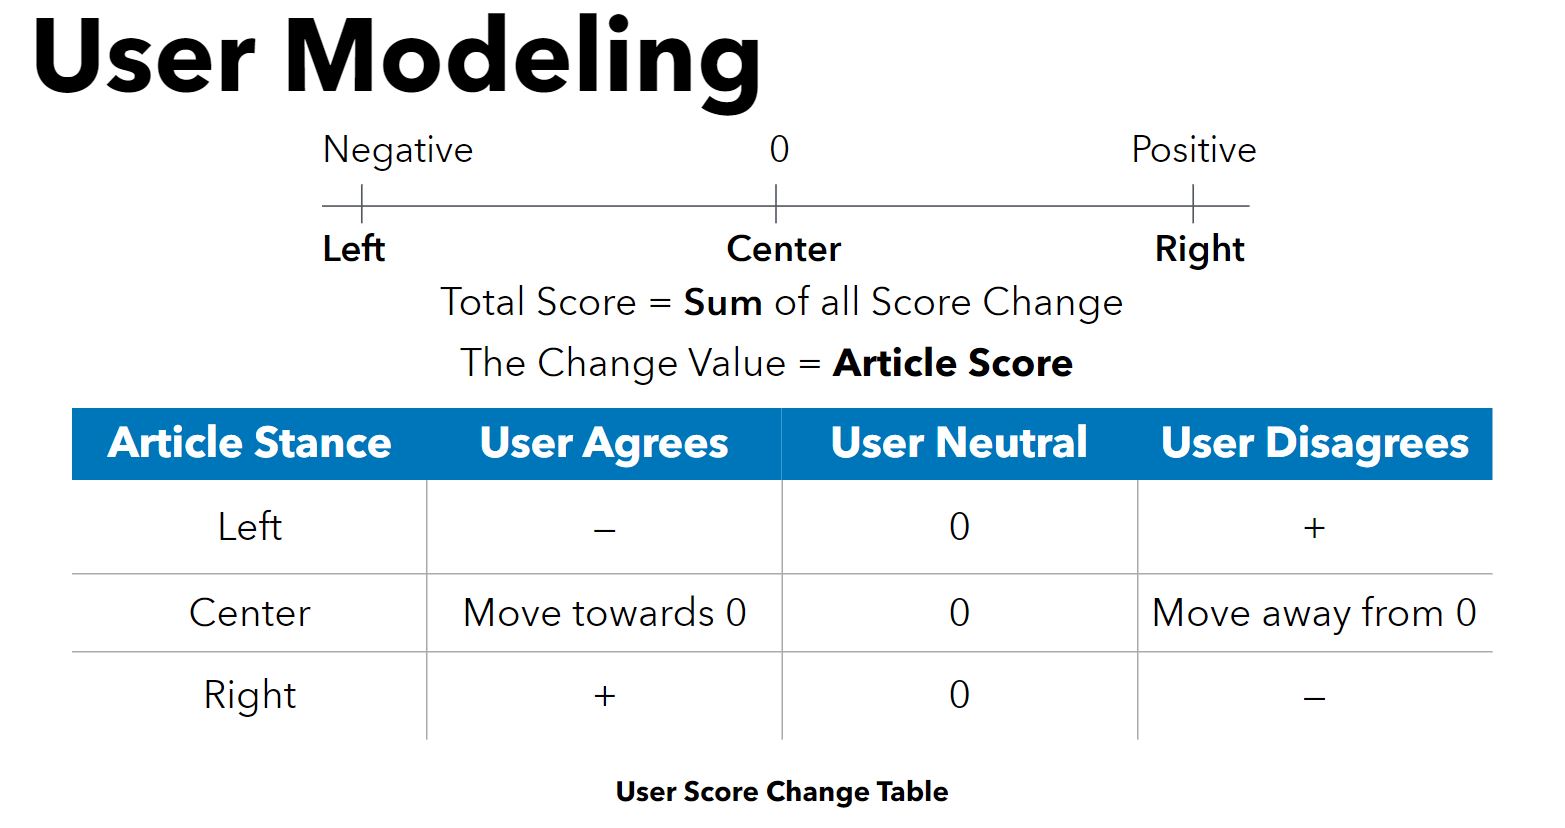 User Modeling
Negative 0 Positive
Left Center Right
Total Score = Sum of all Score Change
The Change Value = Article Score
Article Stance User Agrees User Neutral User Disagrees
Left – 0 +
Center Move towards 0 0 Move away from 0
Right + 0 –
User Score Change Table